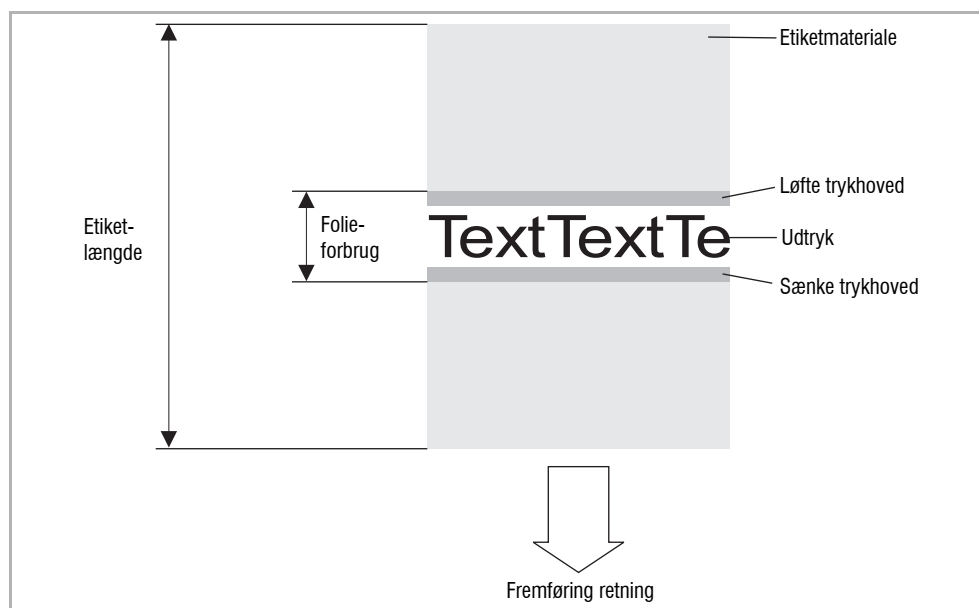 Etiketmateriale
Løfte trykhoved
Etiket-
længde
Folie-
forbrug
TextTextTe
Udtryk
Sænke trykhoved
Fremføring retning